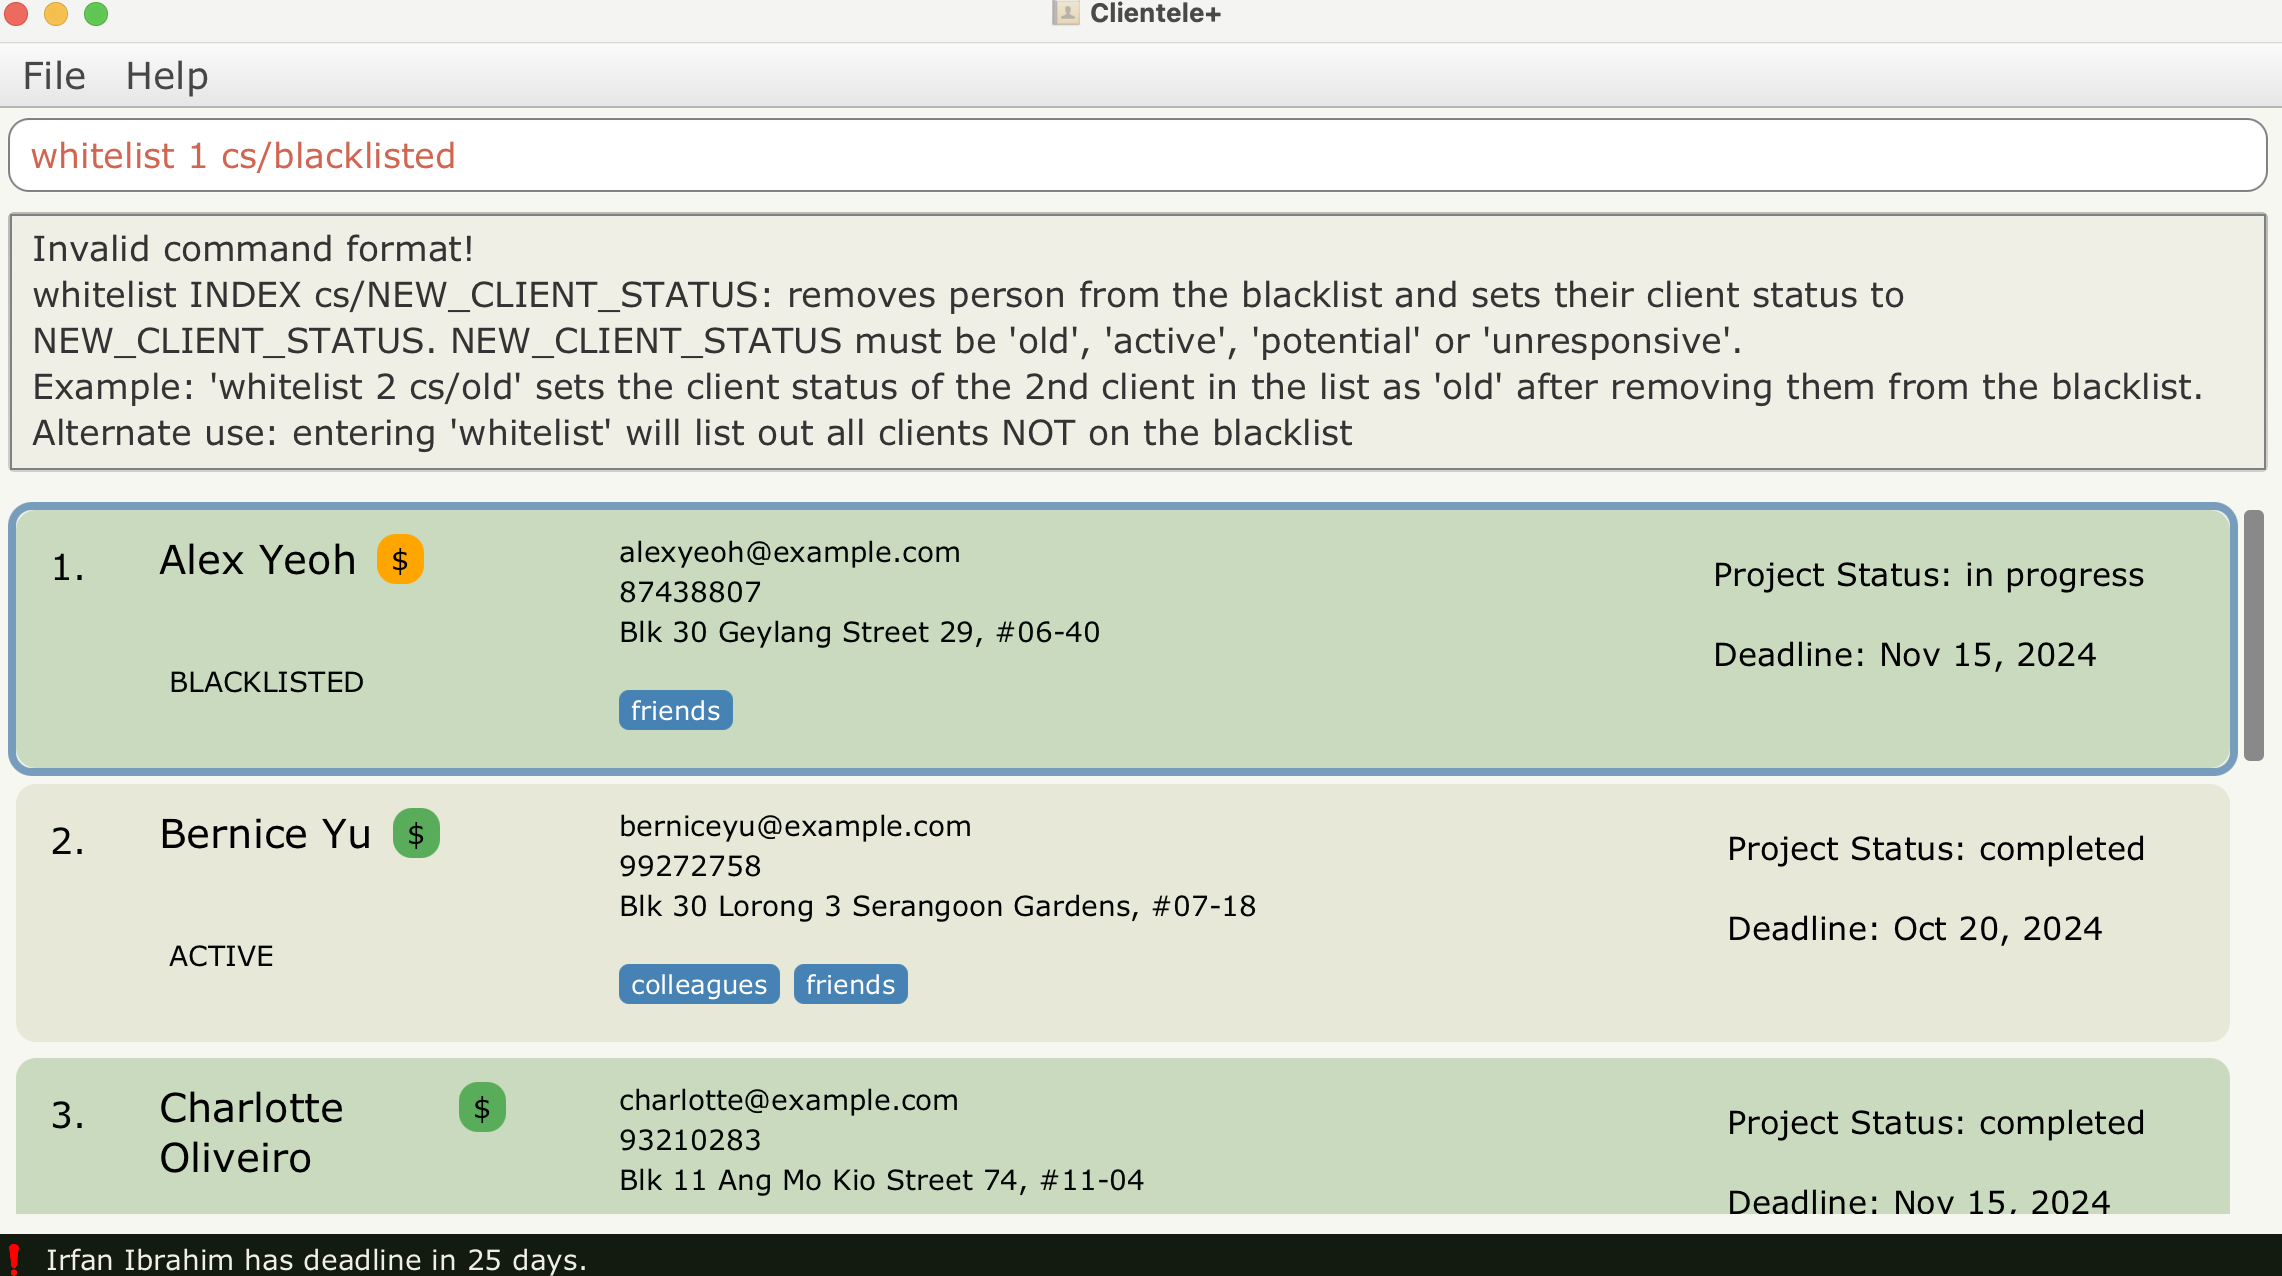 Clientele+
File Help
whitelist 1 cs/blacklisted
Invalid command format!
whitelist INDEX cs/NEW_CLIENT_STATUS: removes person from the blacklist and sets their client status to
NEW_CLIENT_STATUS. NEW_CLIENT_STATUS must be 'old', 'active', 'potential' or 'unresponsive'.
Example: 'whitelist 2 cs/old' sets the client status of the 2nd client in the list as 'old' after removing them from the blacklist.
Alternate use: entering 'whitelist' will list out all clients NOT on the blacklist
1. Alex Yeoh $
BLACKLISTED
alexyeoh@example.com
87438807
Blk 30 Geylang Street 29, #06-40
friends
Project Status: in progress
Deadline: Nov 15, 2024
2. Bernice Yu $
ACTIVE
berniceyu@example.com
99272758
Blk 30 Lorong 3 Serangoon Gardens, #07-18
colleagues friends
Project Status: completed
Deadline: Oct 20, 2024
3. Charlotte $
Oliveiro
charlotte@example.com
93210283
Blk 11 Ang Mo Kio Street 74, #11-04
Project Status: completed
Deadline: Nov 15, 2024
❗ Irfan Ibrahim has deadline in 25 days.